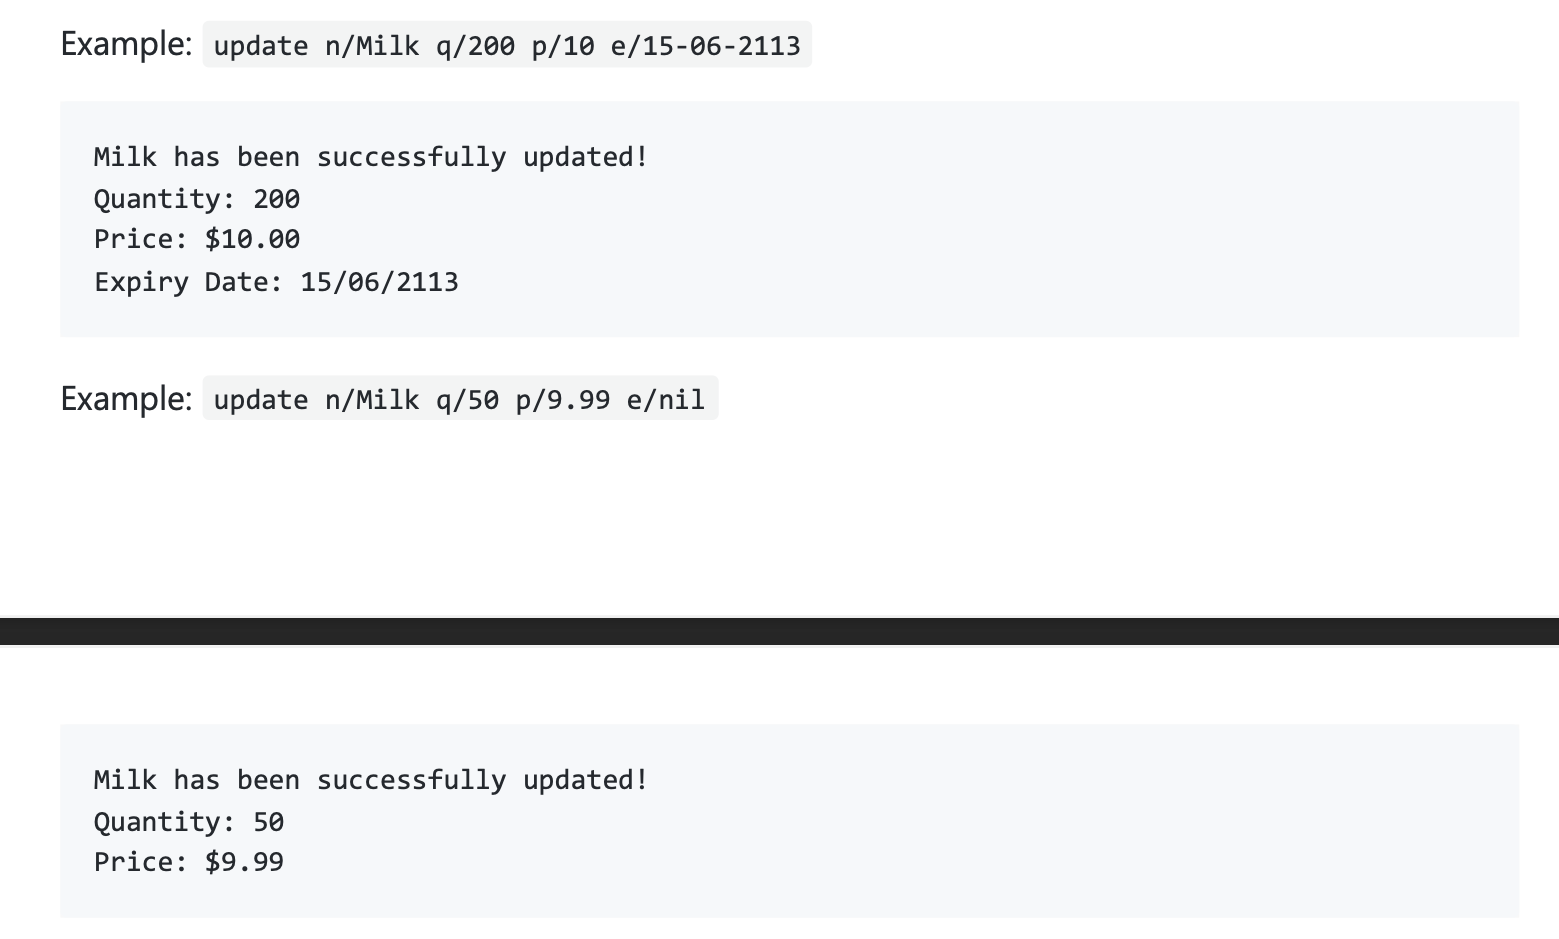 Example: update n/Milk q/200 p/10 e/15-06-2113
Milk has been successfully updated!
Quantity: 200
Price: $10.00
Expiry Date: 15/06/2113
Example: update n/Milk q/50 p/9.99 e/nil
Milk has been successfully updated!
Quantity: 50
Price: $9.99